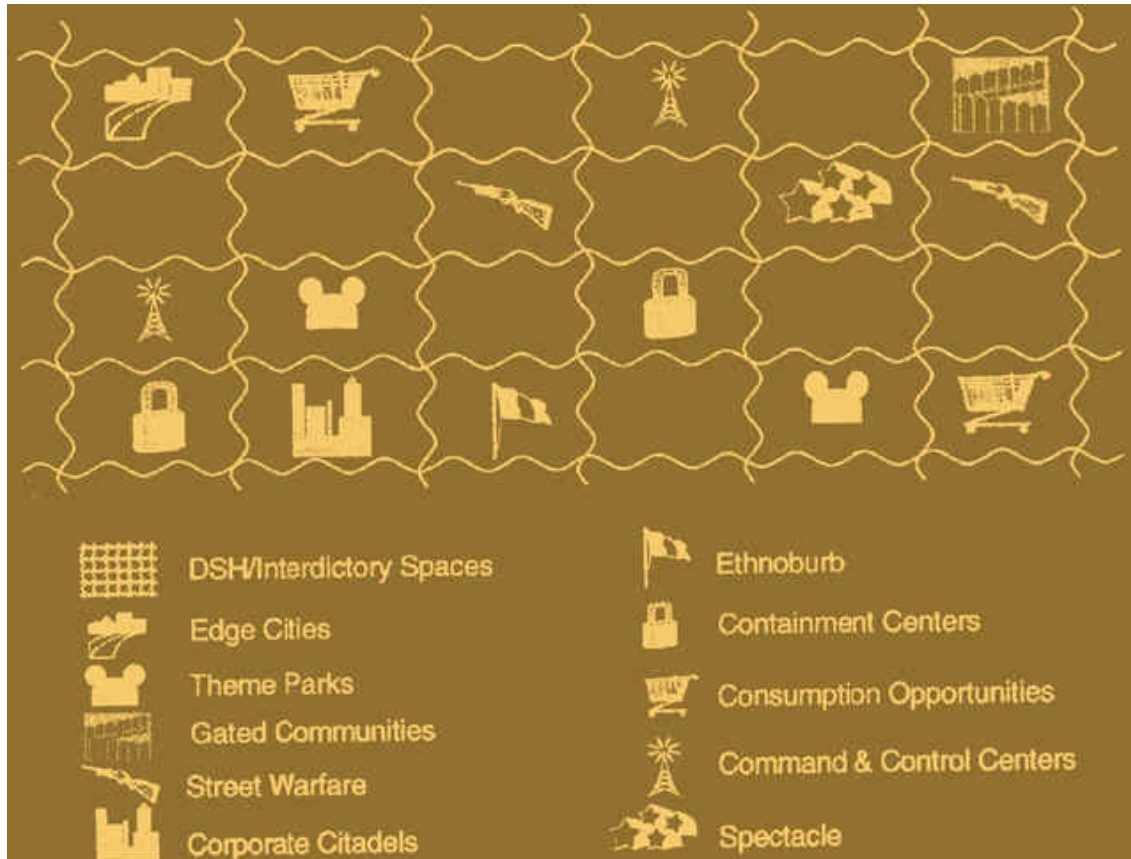 DSH/Interdictory Spaces
Edge Cities
Theme Parks
Gated Communities
Street Warfare
Corporate Citadels
Ethnoburb
Containment Centers
Consumption Opportunities
Command & Control Centers
Spectacle